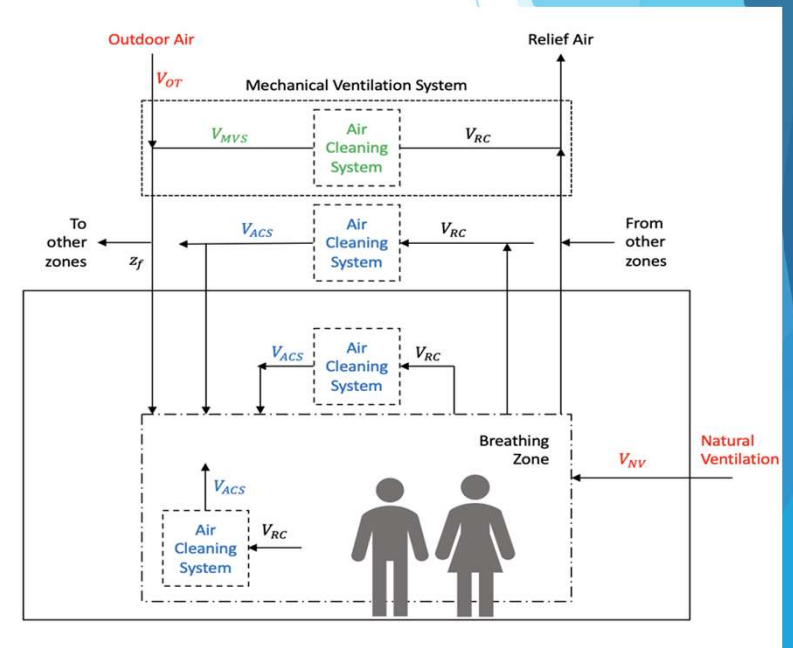 Outdoor Air
Relief Air
V_OT
Mechanical Ventilation System
V_MVS
Air
Cleaning
System
V_RC
To
other
zones
z_f
V_ACS
Air
Cleaning
System
V_RC
From
other
zones
V_ACS
Air
Cleaning
System
V_RC
Breathing
Zone
V_NV
Natural
Ventilation
V_ACS
Air
Cleaning
System
V_RC